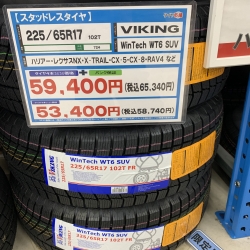 【スタッドレスタイヤ】
225/65R17 102T
VIKING
WinTech WT6 SUV
ハリアー・レクサスNX・X-TRAIL・CX-5・CX-8・RAV4 など
59,400円(税込65,340円)
53,400円(税込58,740円)
VIKING
WinTech WT6 SUV
225/65R17 102T FR
VIKING
WinTech WT6 SUV
225/65R17 102T FR